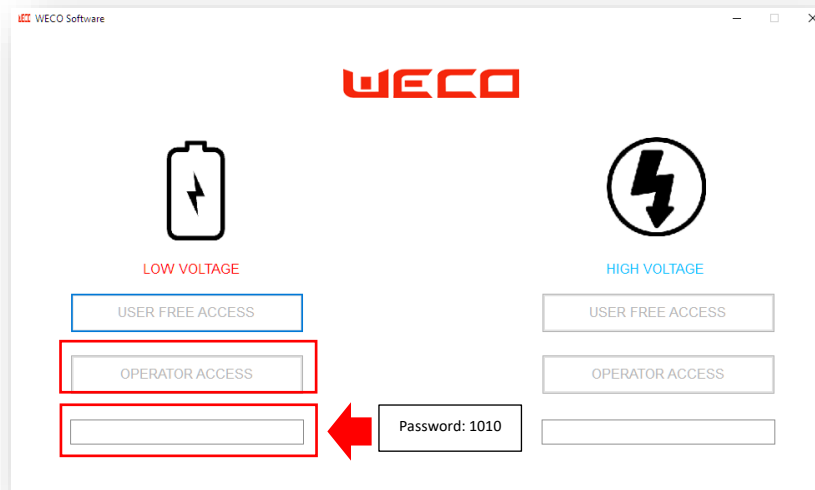 WECO Software
WECO
LOW VOLTAGE
HIGH VOLTAGE
USER FREE ACCESS
USER FREE ACCESS
OPERATOR ACCESS
OPERATOR ACCESS
Password: 1010